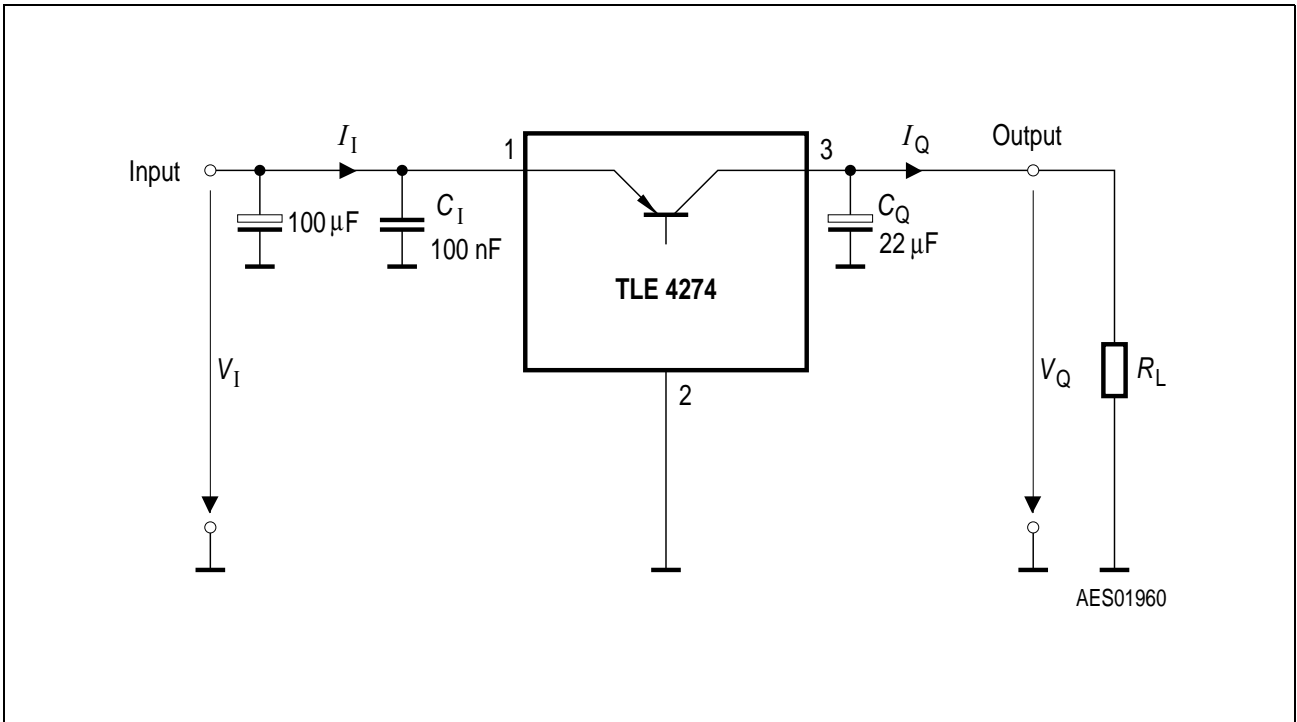 Input
I_I
1
3
I_Q
Output
100 µF
C_I
100 nF
C_Q
22 µF
TLE 4274
V_I
2
V_Q
R_L
AES01960